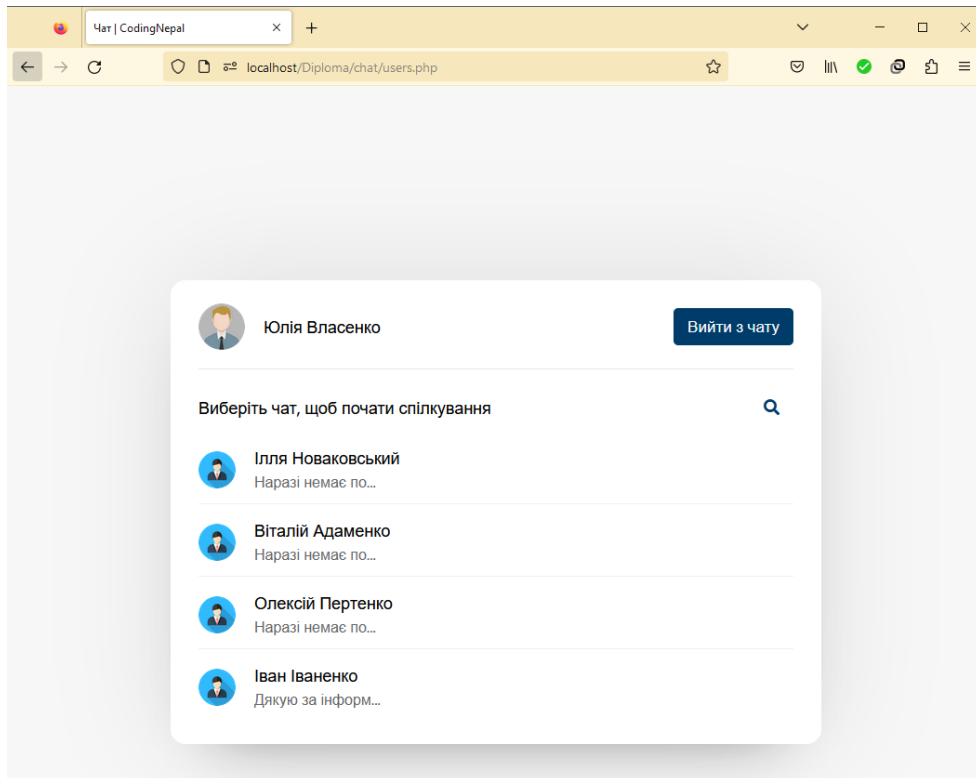 Чат | CodingNepal
localhost/Diploma/chat/users.php
Юлія Власенко
Вийти з чату
Виберіть чат, щоб почати спілкування
Ілля Новаковський
Наразі немає по...
Віталій Адаменко
Наразі немає по...
Олексій Пертенко
Наразі немає по...
Іван Іваненко
Дякую за інформ...